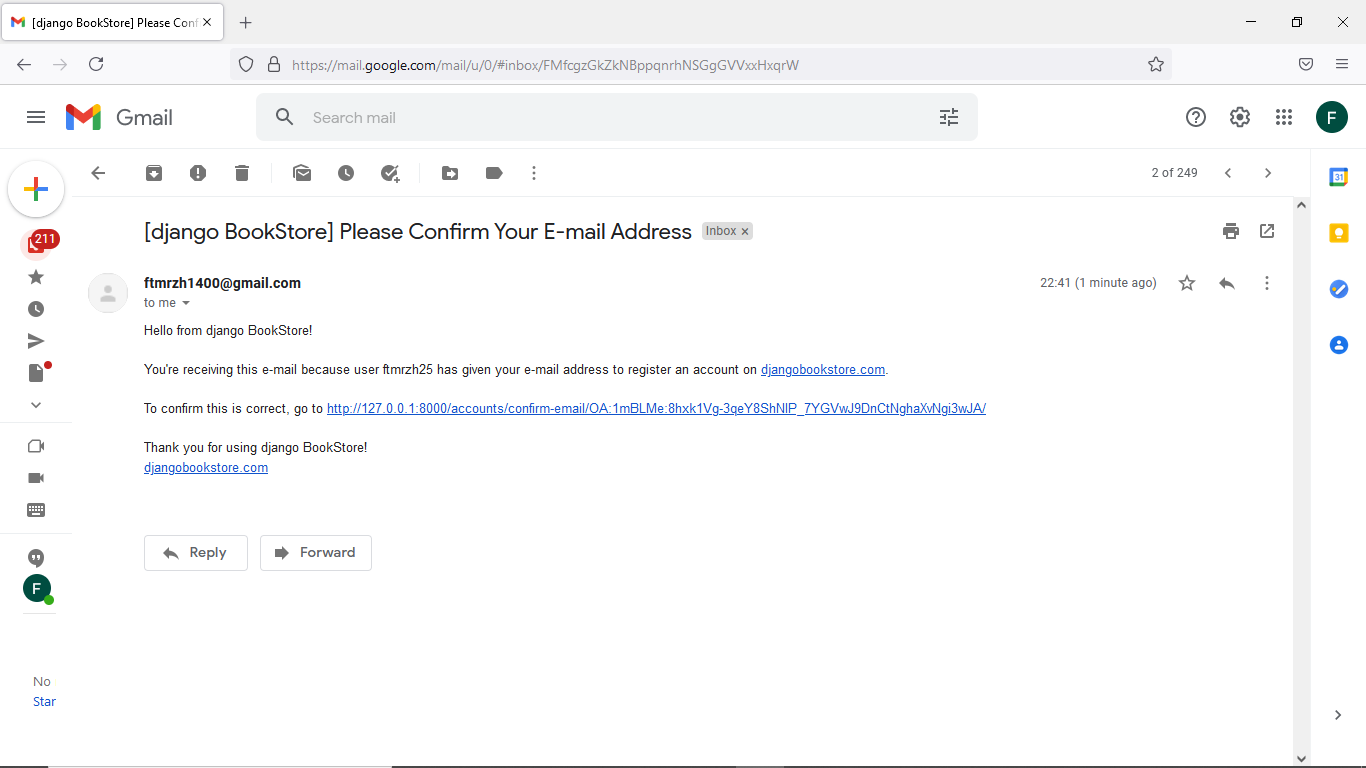 [django BookStore] Please Conf
https://mail.google.com/mail/u/0/#inbox/FMfcgzGkZkNBppqnrhNSGgGVVxxHxqrW
Gmail
Search mail
F
2 of 249
31
211
[django BookStore] Please Confirm Your E-mail Address
Inbox x
ftmrzh1400@gmail.com
22:41 (1 minute ago)
to me
Hello from django BookStore!
You're receiving this e-mail because user ftmrzh25 has given your e-mail address to register an account on djangobookstore.com.
To confirm this is correct, go to http://127.0.0.1:8000/accounts/confirm-email/OA:1mBLMe:8hxk1Vg-3qeY8ShNIP_7YGVwJ9DnCtNghaXvNgi3wJA/
Thank you for using django BookStore!
djangobookstore.com
Reply
Forward
F
No
Star